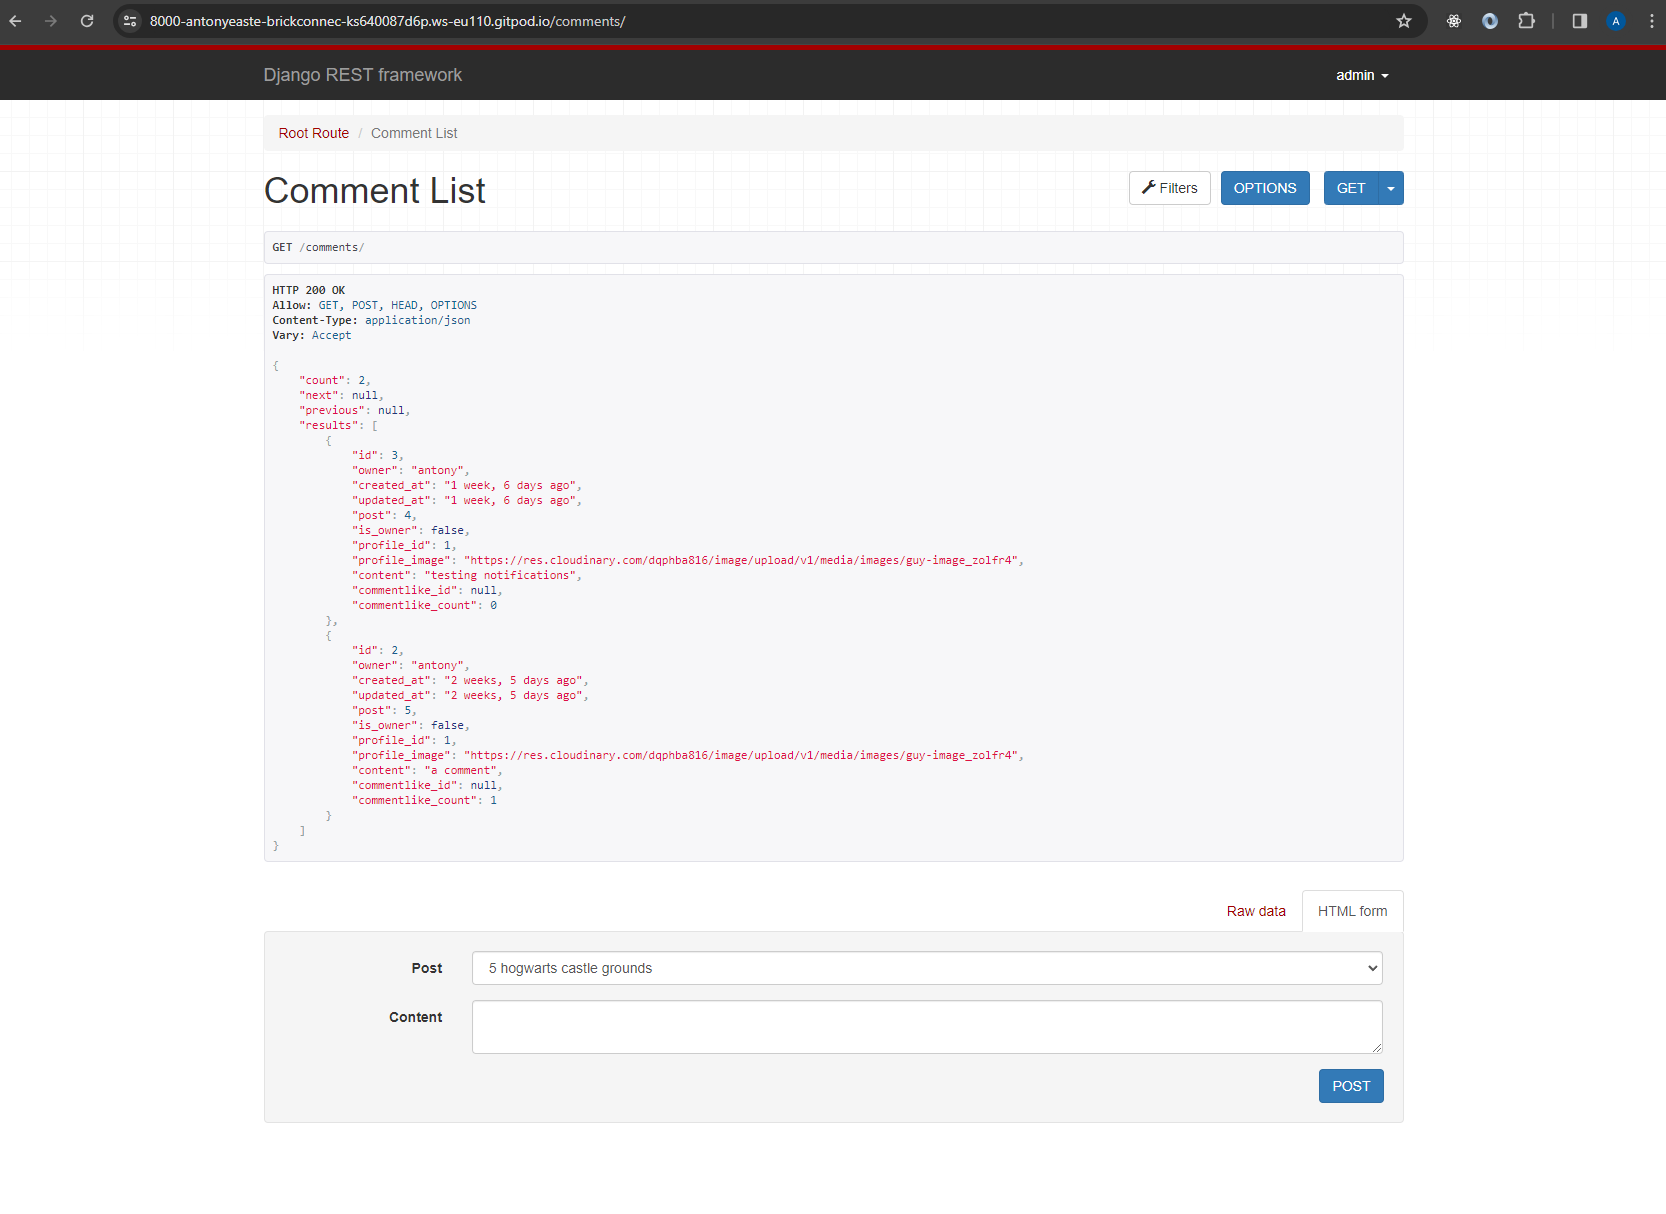 8000-antonyeaste-brickconnec-ks640087d6p.ws-eu110.gitpod.io/comments/
A
Django REST framework
admin
Root Route / Comment List
Comment List
Filters
OPTIONS
GET
GET /comments/
HTTP 200 OK
Allow: GET, POST, HEAD, OPTIONS
Content-Type: application/json
Vary: Accept
{
    "count": 2,
    "next": null,
    "previous": null,
    "results": [
        {
            "id": 3,
            "owner": "antony",
            "created_at": "1 week, 6 days ago",
            "updated_at": "1 week, 6 days ago",
            "post": 4,
            "is_owner": false,
            "profile_id": 1,
            "profile_image": "https://res.cloudinary.com/dqphba816/image/upload/v1/media/images/guy-image_zolfr4",
            "content": "testing notifications",
            "commentlike_id": null,
            "commentlike_count": 0
        },
        {
            "id": 2,
            "owner": "antony",
            "created_at": "2 weeks, 5 days ago",
            "updated_at": "2 weeks, 5 days ago",
            "post": 5,
            "is_owner": false,
            "profile_id": 1,
            "profile_image": "https://res.cloudinary.com/dqphba816/image/upload/v1/media/images/guy-image_zolfr4",
            "content": "a comment",
            "commentlike_id": null,
            "commentlike_count": 1
        }
    ]
}
Raw data
HTML form
Post
5 hogwarts castle grounds
Content
POST